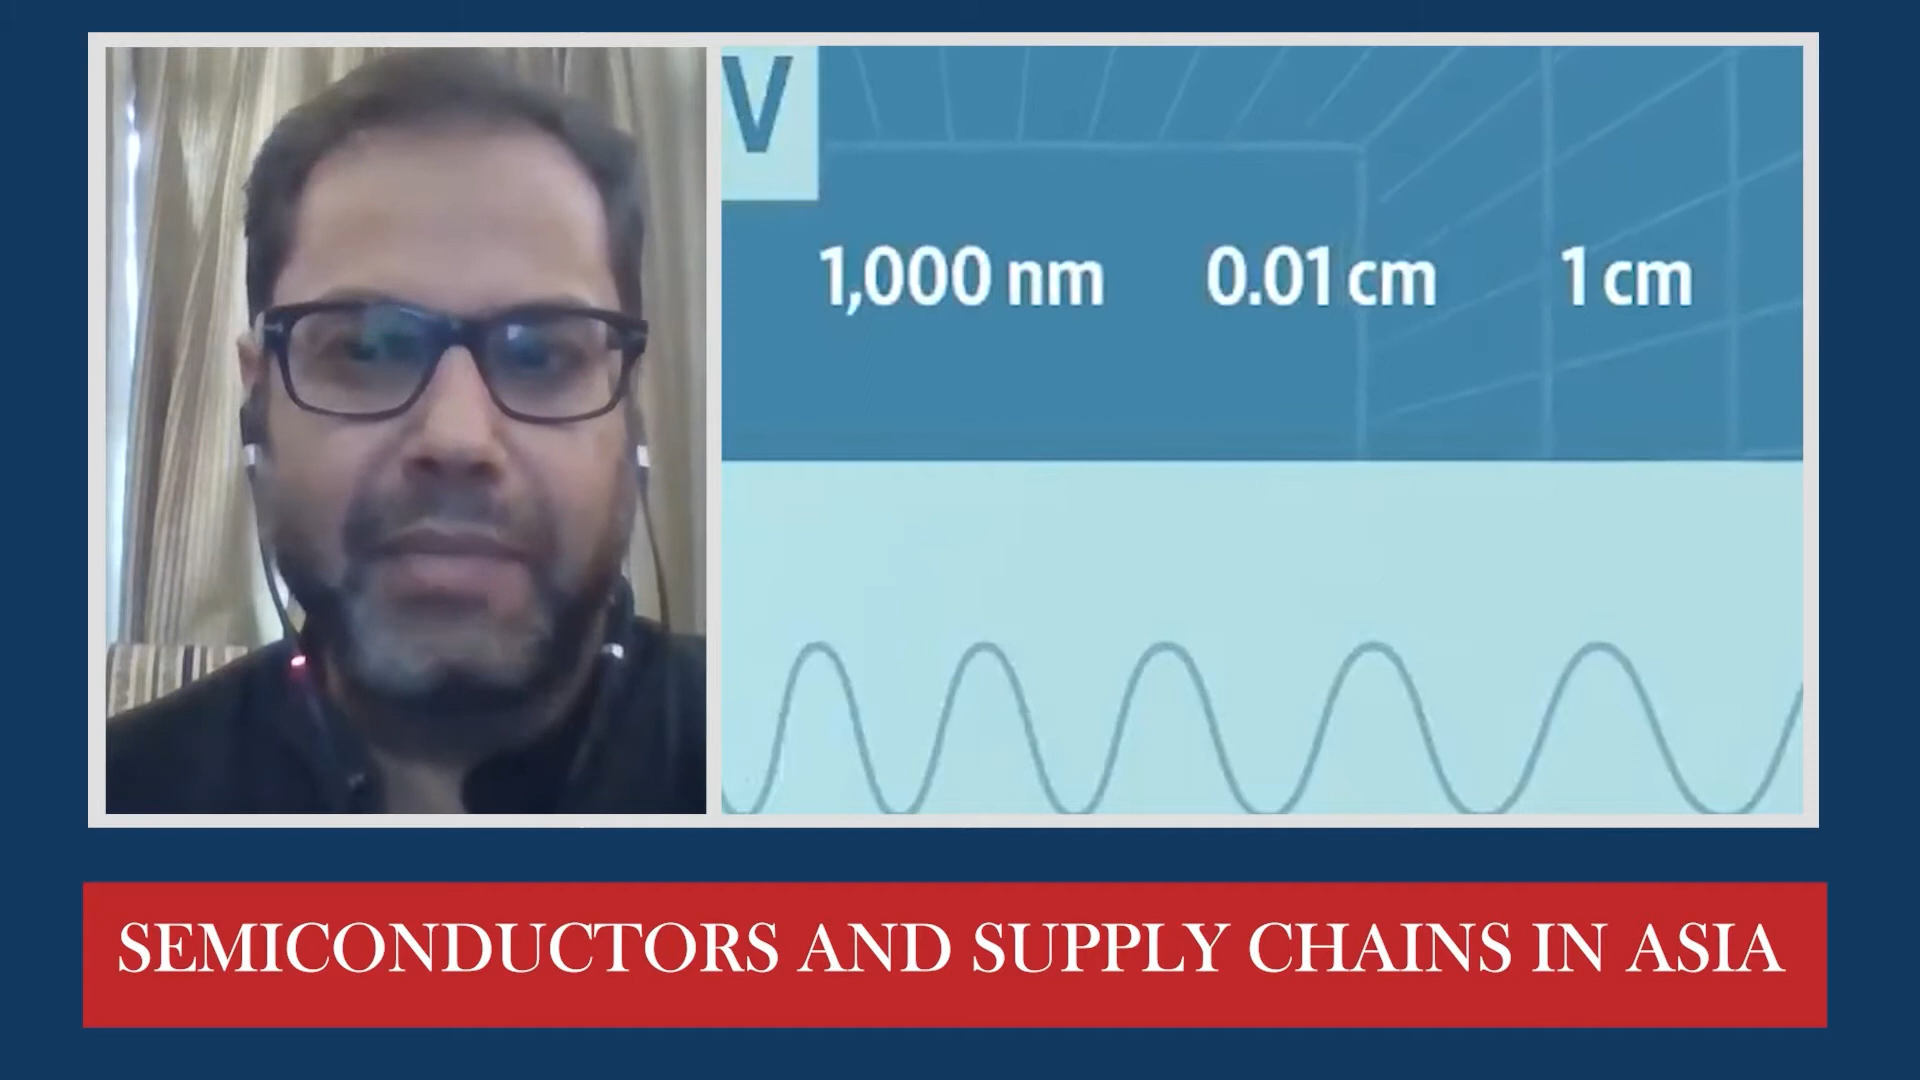 V
1,000 nm 0.01 cm 1 cm
SEMICONDUCTORS AND SUPPLY CHAINS IN ASIA